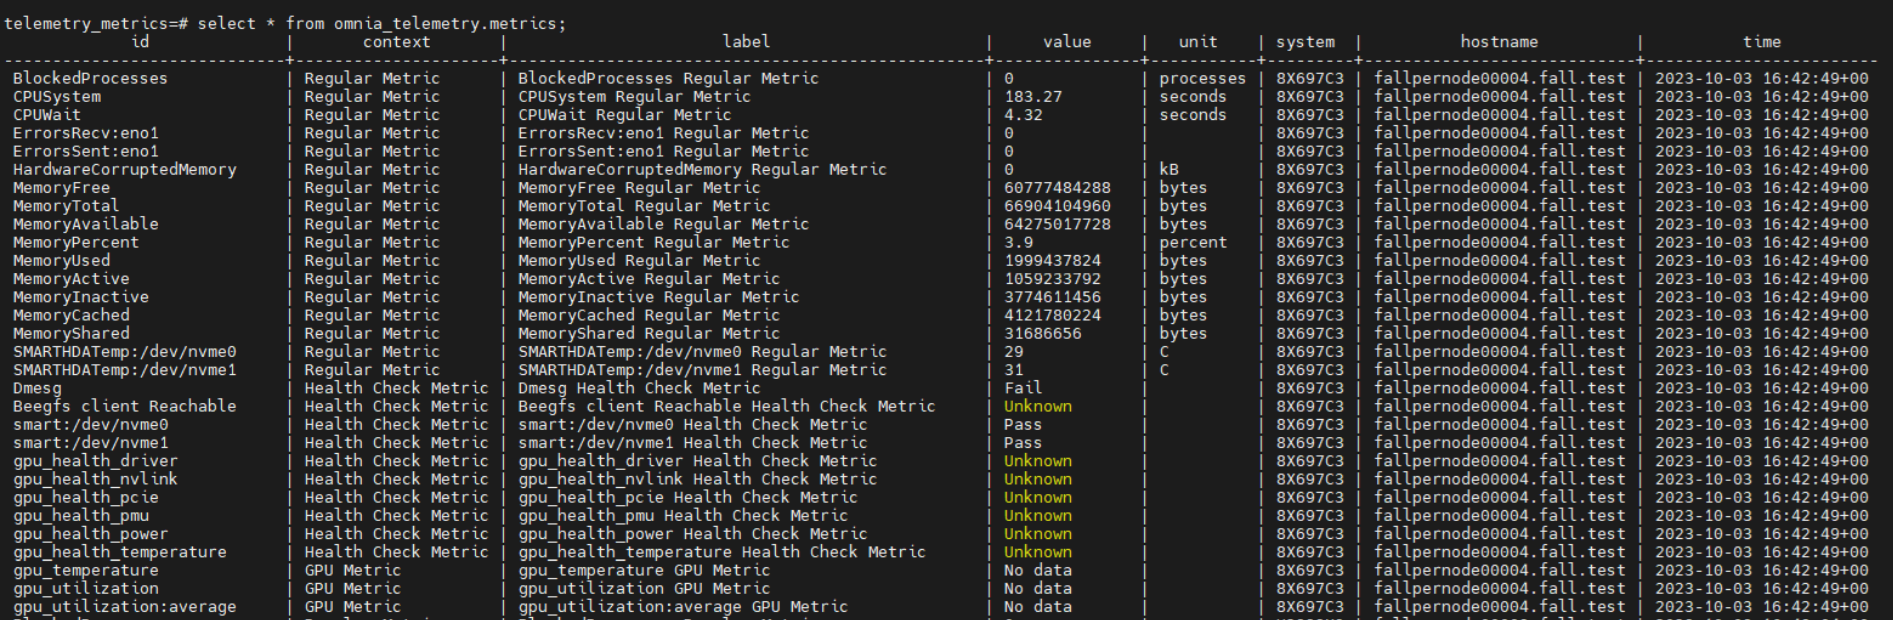 telemetry_metrics=# select * from omnia_telemetry.metrics;
id | context | label | value | unit | system | hostname | time
-----------------------------+---------------------+--------------------------------------------------+---------------+-----------+---------+----------------------------+------------------------
BlockedProcesses | Regular Metric | BlockedProcesses Regular Metric | 0 | processes | 8X697C3 | fallpernode00004.fall.test | 2023-10-03 16:42:49+00
CPUSystem | Regular Metric | CPUSystem Regular Metric | 183.27 | seconds | 8X697C3 | fallpernode00004.fall.test | 2023-10-03 16:42:49+00
CPUWait | Regular Metric | CPUWait Regular Metric | 4.32 | seconds | 8X697C3 | fallpernode00004.fall.test | 2023-10-03 16:42:49+00
ErrorsRecv:eno1 | Regular Metric | ErrorsRecv:eno1 Regular Metric | 0 | | 8X697C3 | fallpernode00004.fall.test | 2023-10-03 16:42:49+00
ErrorsSent:eno1 | Regular Metric | ErrorsSent:eno1 Regular Metric | 0 | | 8X697C3 | fallpernode00004.fall.test | 2023-10-03 16:42:49+00
HardwareCorruptedMemory | Regular Metric | HardwareCorruptedMemory Regular Metric | 0 | kB | 8X697C3 | fallpernode00004.fall.test | 2023-10-03 16:42:49+00
MemoryFree | Regular Metric | MemoryFree Regular Metric | 60777484288 | bytes | 8X697C3 | fallpernode00004.fall.test | 2023-10-03 16:42:49+00
MemoryTotal | Regular Metric | MemoryTotal Regular Metric | 66904104960 | bytes | 8X697C3 | fallpernode00004.fall.test | 2023-10-03 16:42:49+00
MemoryAvailable | Regular Metric | MemoryAvailable Regular Metric | 64275017728 | bytes | 8X697C3 | fallpernode00004.fall.test | 2023-10-03 16:42:49+00
MemoryPercent | Regular Metric | MemoryPercent Regular Metric | 3.9 | percent | 8X697C3 | fallpernode00004.fall.test | 2023-10-03 16:42:49+00
MemoryUsed | Regular Metric | MemoryUsed Regular Metric | 1999437824 | bytes | 8X697C3 | fallpernode00004.fall.test | 2023-10-03 16:42:49+00
MemoryActive | Regular Metric | MemoryActive Regular Metric | 1059233792 | bytes | 8X697C3 | fallpernode00004.fall.test | 2023-10-03 16:42:49+00
MemoryInactive | Regular Metric | MemoryInactive Regular Metric | 3774611456 | bytes | 8X697C3 | fallpernode00004.fall.test | 2023-10-03 16:42:49+00
MemoryCached | Regular Metric | MemoryCached Regular Metric | 4121780224 | bytes | 8X697C3 | fallpernode00004.fall.test | 2023-10-03 16:42:49+00
MemoryShared | Regular Metric | MemoryShared Regular Metric | 31686656 | bytes | 8X697C3 | fallpernode00004.fall.test | 2023-10-03 16:42:49+00
SMARTHDATemp:/dev/nvme0 | Regular Metric | SMARTHDATemp:/dev/nvme0 Regular Metric | 29 | C | 8X697C3 | fallpernode00004.fall.test | 2023-10-03 16:42:49+00
SMARTHDATemp:/dev/nvme1 | Regular Metric | SMARTHDATemp:/dev/nvme1 Regular Metric | 31 | C | 8X697C3 | fallpernode00004.fall.test | 2023-10-03 16:42:49+00
Dmesg | Health Check Metric | Dmesg Health Check Metric | Fail | | 8X697C3 | fallpernode00004.fall.test | 2023-10-03 16:42:49+00
Beegfs client Reachable | Health Check Metric | Beegfs client Reachable Health Check Metric | Unknown | | 8X697C3 | fallpernode00004.fall.test | 2023-10-03 16:42:49+00
smart:/dev/nvme0 | Health Check Metric | smart:/dev/nvme0 Health Check Metric | Pass | | 8X697C3 | fallpernode00004.fall.test | 2023-10-03 16:42:49+00
smart:/dev/nvme1 | Health Check Metric | smart:/dev/nvme1 Health Check Metric | Pass | | 8X697C3 | fallpernode00004.fall.test | 2023-10-03 16:42:49+00
gpu_health_driver | Health Check Metric | gpu_health_driver Health Check Metric | Unknown | | 8X697C3 | fallpernode00004.fall.test | 2023-10-03 16:42:49+00
gpu_health_nvlink | Health Check Metric | gpu_health_nvlink Health Check Metric | Unknown | | 8X697C3 | fallpernode00004.fall.test | 2023-10-03 16:42:49+00
gpu_health_pcie | Health Check Metric | gpu_health_pcie Health Check Metric | Unknown | | 8X697C3 | fallpernode00004.fall.test | 2023-10-03 16:42:49+00
gpu_health_pmu | Health Check Metric | gpu_health_pmu Health Check Metric | Unknown | | 8X697C3 | fallpernode00004.fall.test | 2023-10-03 16:42:49+00
gpu_health_power | Health Check Metric | gpu_health_power Health Check Metric | Unknown | | 8X697C3 | fallpernode00004.fall.test | 2023-10-03 16:42:49+00
gpu_health_temperature | Health Check Metric | gpu_health_temperature Health Check Metric | Unknown | | 8X697C3 | fallpernode00004.fall.test | 2023-10-03 16:42:49+00
gpu_temperature | GPU Metric | gpu_temperature GPU Metric | No data | | 8X697C3 | fallpernode00004.fall.test | 2023-10-03 16:42:49+00
gpu_utilization | GPU Metric | gpu_utilization GPU Metric | No data | | 8X697C3 | fallpernode00004.fall.test | 2023-10-03 16:42:49+00
gpu_utilization:average | GPU Metric | gpu_utilization:average GPU Metric | No data | | 8X697C3 | fallpernode00004.fall.test | 2023-10-03 16:42:49+00